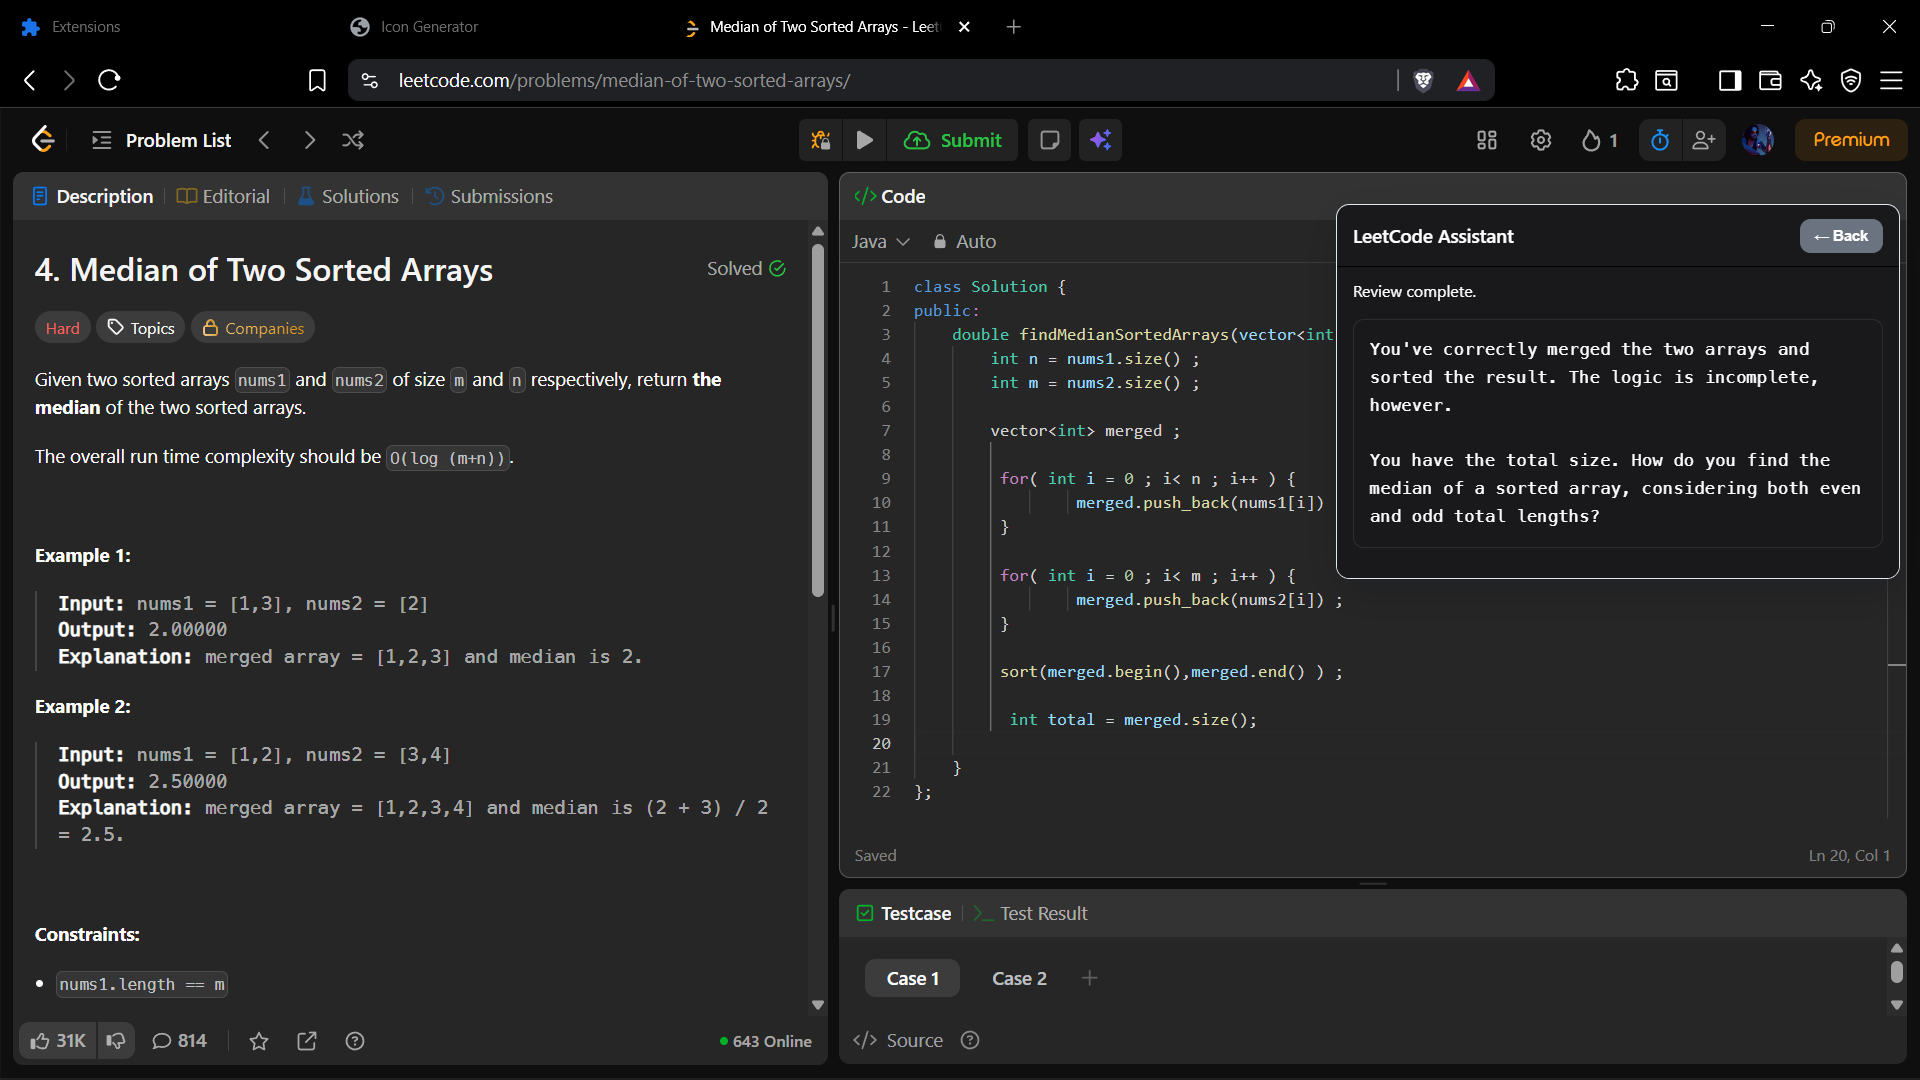 Extensions
Icon Generator
Median of Two Sorted Arrays - Leet
leetcode.com/problems/median-of-two-sorted-arrays/
Problem List
Submit
1
Premium
Description
Editorial
Solutions
Submissions
4. Median of Two Sorted Arrays
Solved
Hard
Topics
Companies
Given two sorted arrays nums1 and nums2 of size m and n respectively, return the
median of the two sorted arrays.
The overall run time complexity should be O(log (m+n)).
Example 1:
Input: nums1 = [1,3], nums2 = [2]
Output: 2.00000
Explanation: merged array = [1,2,3] and median is 2.
Example 2:
Input: nums1 = [1,2], nums2 = [3,4]
Output: 2.50000
Explanation: merged array = [1,2,3,4] and median is (2 + 3) / 2
= 2.5.
Constraints:
• nums1.length == m
31K
814
643 Online
</> Code
Java
Auto
1 class Solution {
2 public:
3 double findMedianSortedArrays(vector<int
4 int n = nums1.size() ;
5 int m = nums2.size() ;
6
7 vector<int> merged ;
8
9 for( int i = 0 ; i< n ; i++ ) {
10 merged.push_back(nums1[i])
11 }
12
13 for( int i = 0 ; i< m ; i++ ) {
14 merged.push_back(nums2[i]) ;
15 }
16
17 sort(merged.begin(),merged.end() ) ;
18
19 int total = merged.size();
20
21 }
22 };
Saved
Ln 20, Col 1
LeetCode Assistant
←Back
Review complete.
You've correctly merged the two arrays and
sorted the result. The logic is incomplete,
however.
You have the total size. How do you find the
median of a sorted array, considering both even
and odd total lengths?
Testcase
Test Result
Case 1
Case 2
</> Source